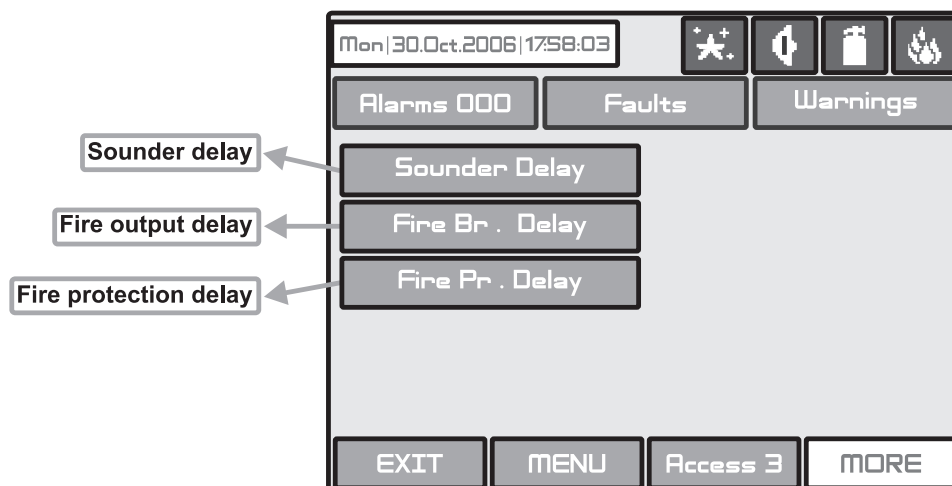 Mon|30.Oct.2006|17:58:03
Alarms 000 Faults Warnings
Sounder delay
Sounder Delay
Fire output delay
Fire Br . Delay
Fire protection delay
Fire Pr . Delay
EXIT MENU Access 3 MORE